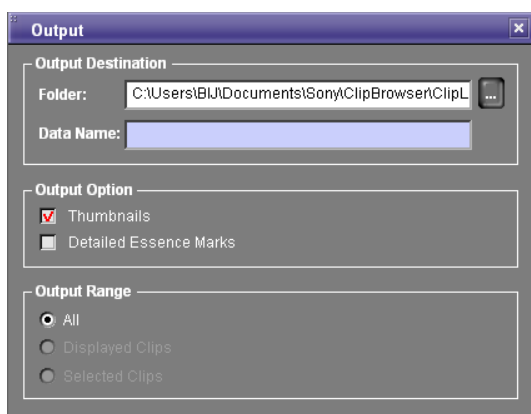 Output
Output Destination
Folder: C:\Users\BIJ\Documents\Sony\ClipBrowser\ClipL ...
Data Name:
Output Option
Thumbnails
Detailed Essence Marks
Output Range
All
Displayed Clips
Selected Clips